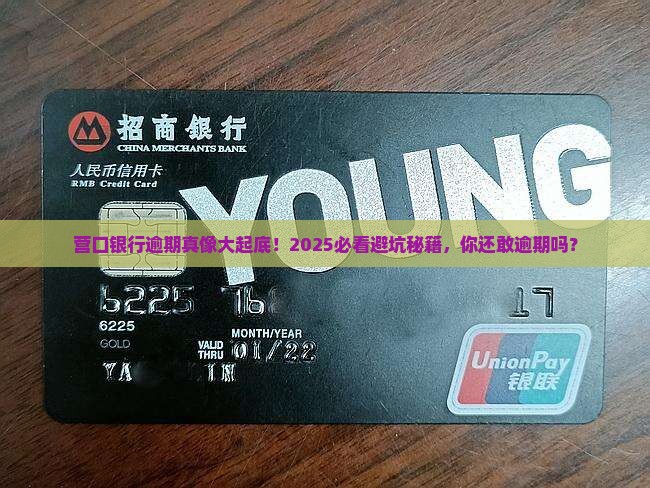 招商银行
CHINA MERCHANTS BANK
人民币信用卡
RMB Credit Card
YOUNG
营口银行逾期真像大起底！2025必看避坑秘籍，你还敢逾期吗？
6225 768 17
6225
GOLD
MONTH/YEAR
VALID THRU 01/22
YA IN
UnionPay
银联